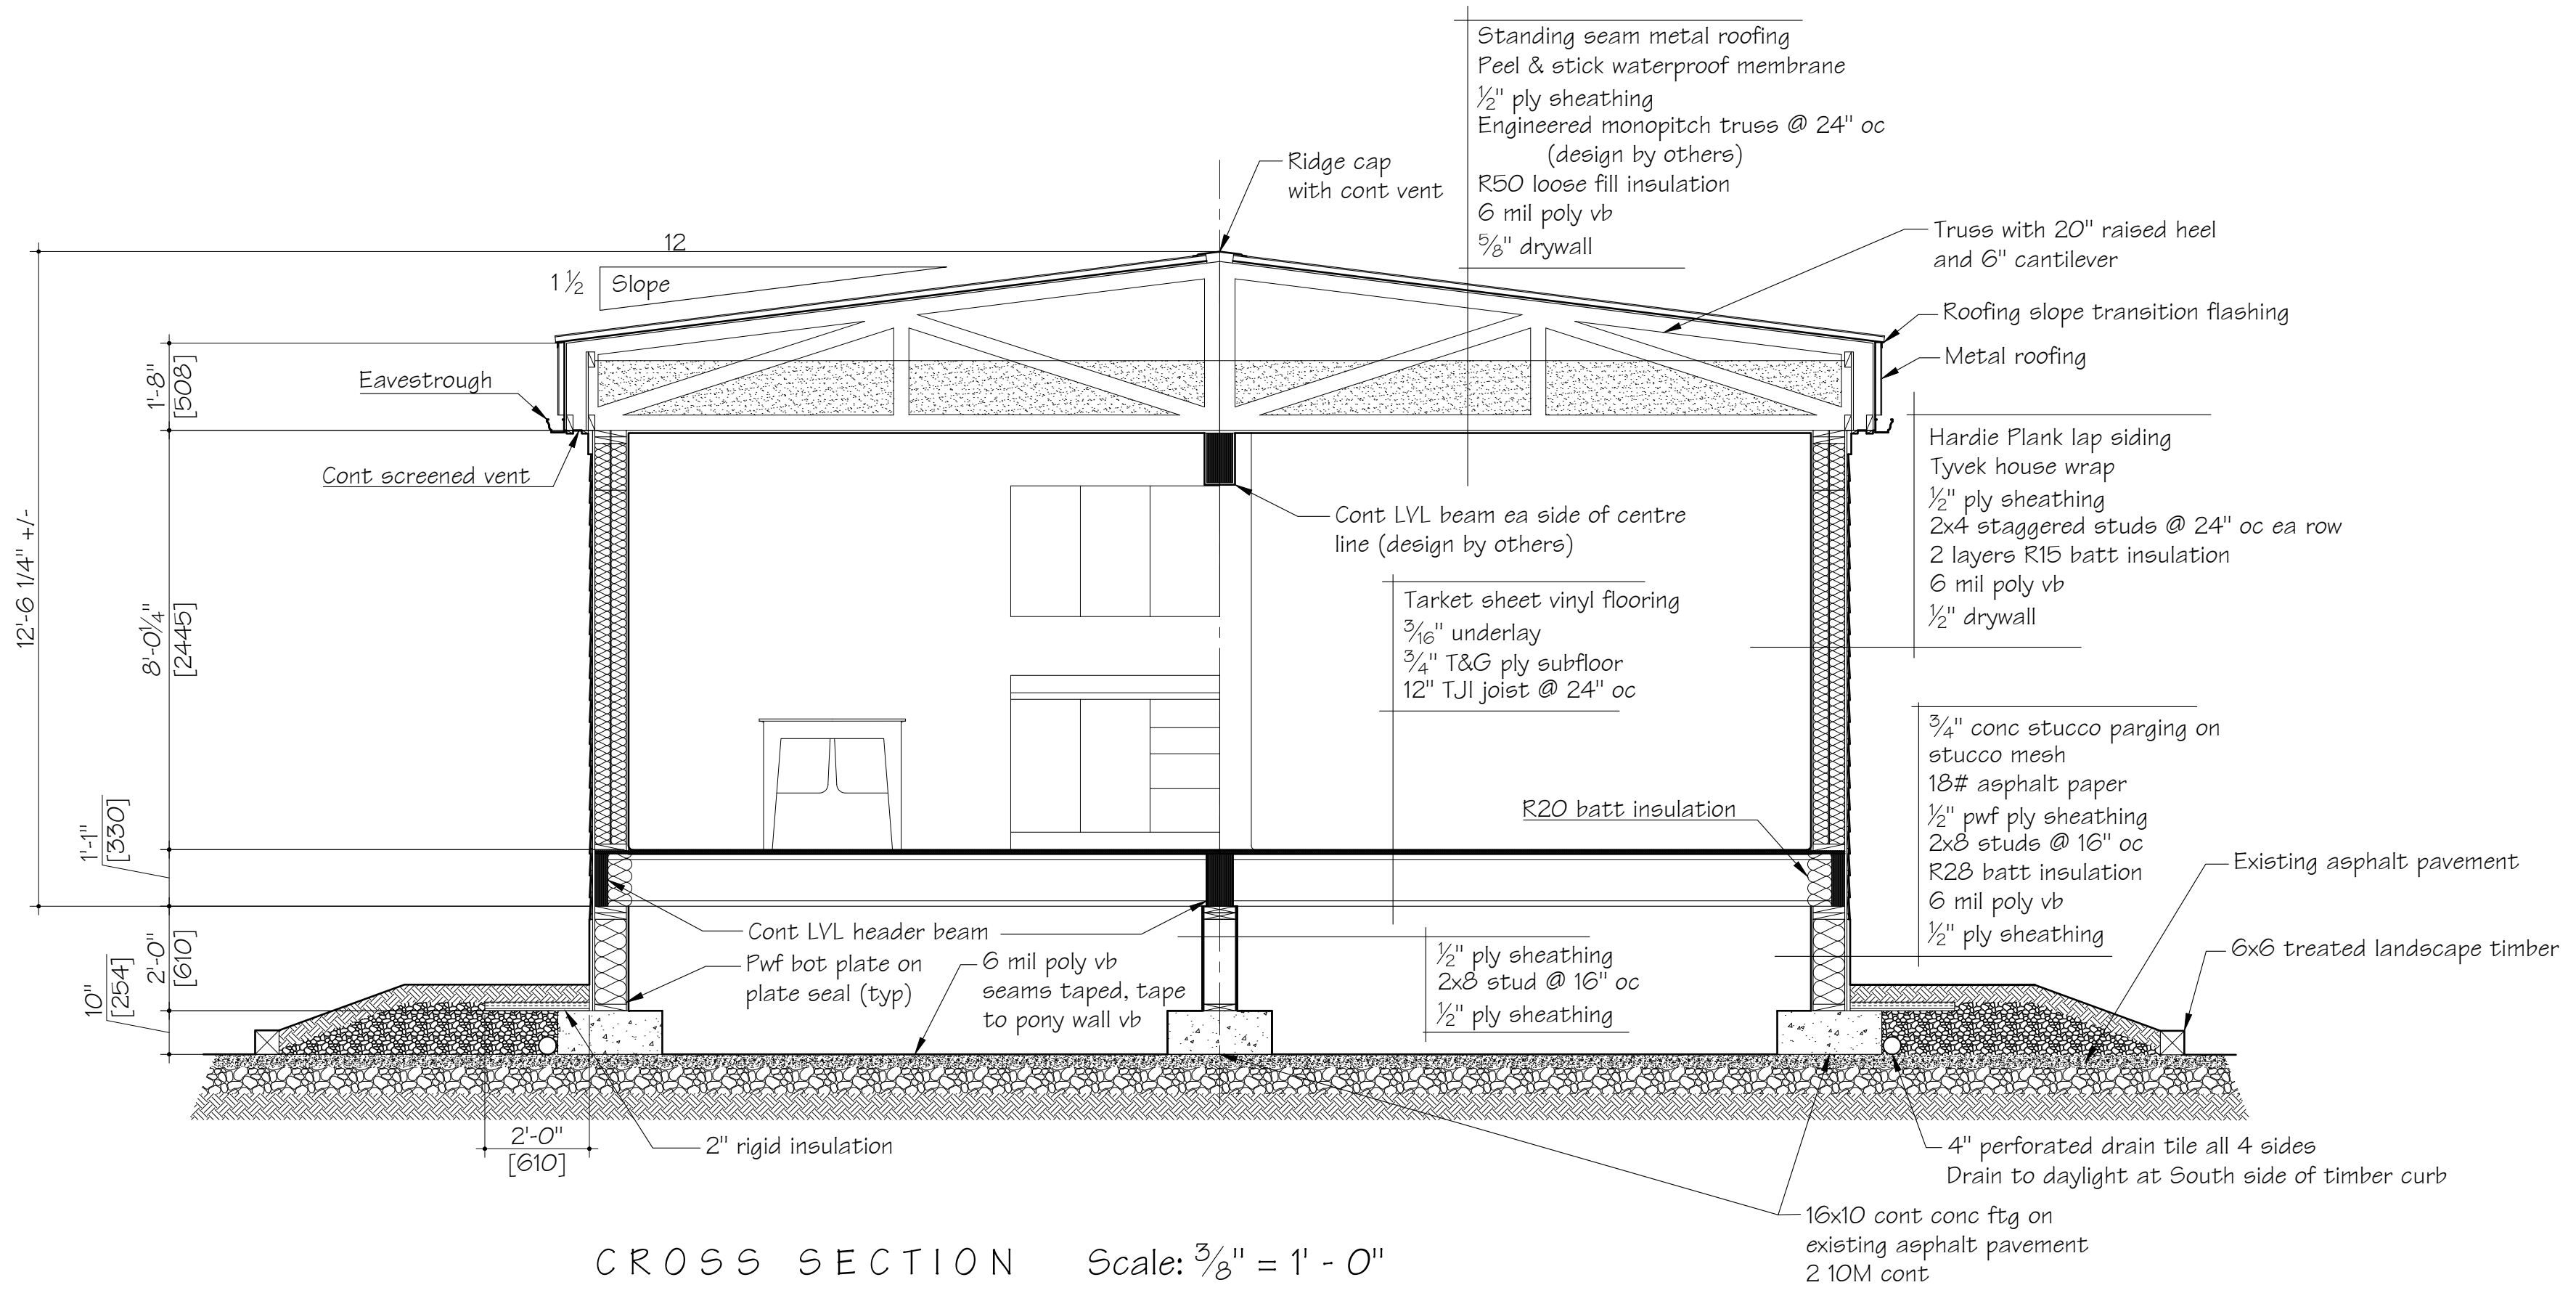 Standing seam metal roofing
Peel & stick waterproof membrane
½" ply sheathing
Engineered monopitch truss @ 24" oc
(design by others)
R50 loose fill insulation
6 mil poly vb
⅝" drywall
Ridge cap
with cont vent
Truss with 20" raised heel
and 6" cantilever
12
1 ½
Slope
Roofing slope transition flashing
Metal roofing
1'-8"
[508]
Eavestrough
Cont screened vent
Hardie Plank lap siding
Tyvek house wrap
½" ply sheathing
2x4 staggered studs @ 24" oc ea row
2 layers R15 batt insulation
6 mil poly vb
½" drywall
Cont LVL beam ea side of centre
line (design by others)
12'-6 1/4" +/-
8'-0¼"
[2445]
Tarket sheet vinyl flooring
3/16" underlay
¾" T&G ply subfloor
12" TJI joist @ 24" oc
¾" conc stucco parging on
stucco mesh
18# asphalt paper
½" pwf ply sheathing
2x8 studs @ 16" oc
R28 batt insulation
6 mil poly vb
½" ply sheathing
R20 batt insulation
1'-1"
[330]
Existing asphalt pavement
6x6 treated landscape timber
Cont LVL header beam
Pwf bot plate on
plate seal (typ)
6 mil poly vb
seams taped, tape
to pony wall vb
½" ply sheathing
2x8 stud @ 16" oc
½" ply sheathing
2'-0"
[610]
10"
[254]
2'-0"
[610]
2" rigid insulation
4" perforated drain tile all 4 sides
Drain to daylight at South side of timber curb
16x10 cont conc ftg on
existing asphalt pavement
2 10M cont
CROSS SECTION Scale: ⅜" = 1' - 0"